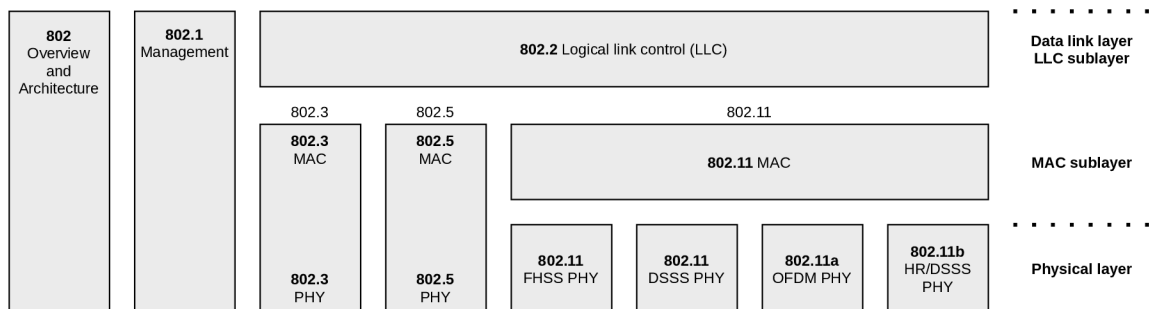 802
Overview
and
Architecture
802.1
Management
802.2 Logical link control (LLC)
Data link layer
LLC sublayer
802.3
802.5
802.11
802.3
MAC
802.5
MAC
802.11 MAC
MAC sublayer
802.3
PHY
802.5
PHY
802.11
FHSS PHY
802.11
DSSS PHY
802.11a
OFDM PHY
802.11b
HR/DSSS
PHY
Physical layer